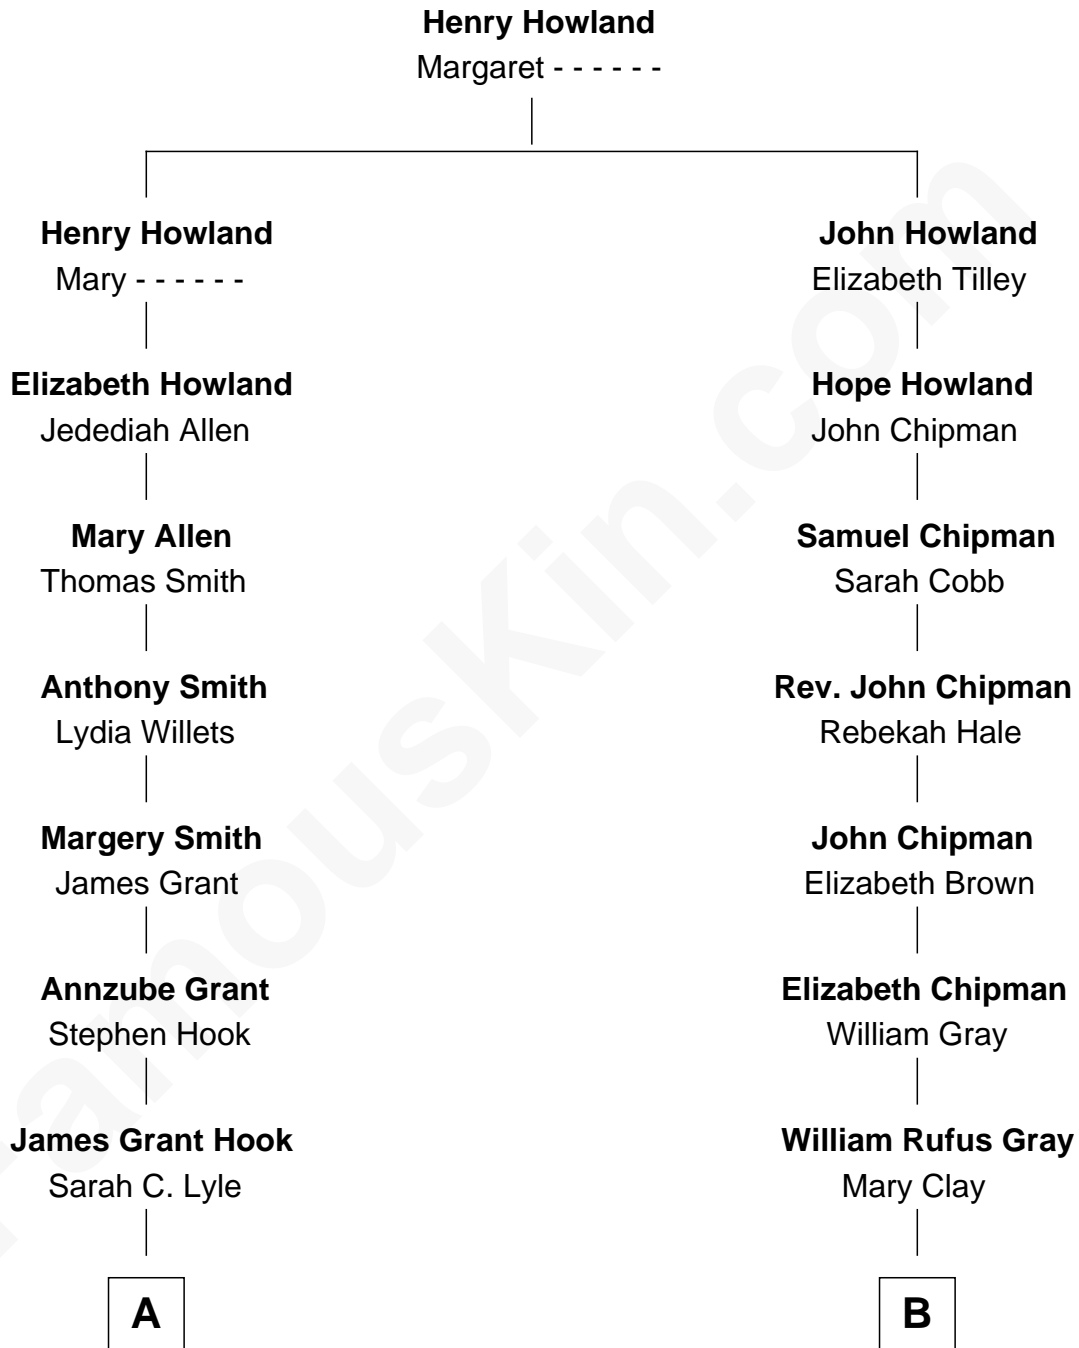 Henry Howland
Margaret - - - - - -
Henry Howland
Mary - - - - - -
John Howland
Elizabeth Tilley
Elizabeth Howland
Jedediah Allen
Hope Howland
John Chipman
Mary Allen
Thomas Smith
Samuel Chipman
Sarah Cobb
Anthony Smith
Lydia Willets
Rev. John Chipman
Rebekah Hale
Margery Smith
James Grant
John Chipman
Elizabeth Brown
Annzube Grant
Stephen Hook
Elizabeth Chipman
William Gray
James Grant Hook
Sarah C. Lyle
William Rufus Gray
Mary Clay
A
B
FamousKin.com